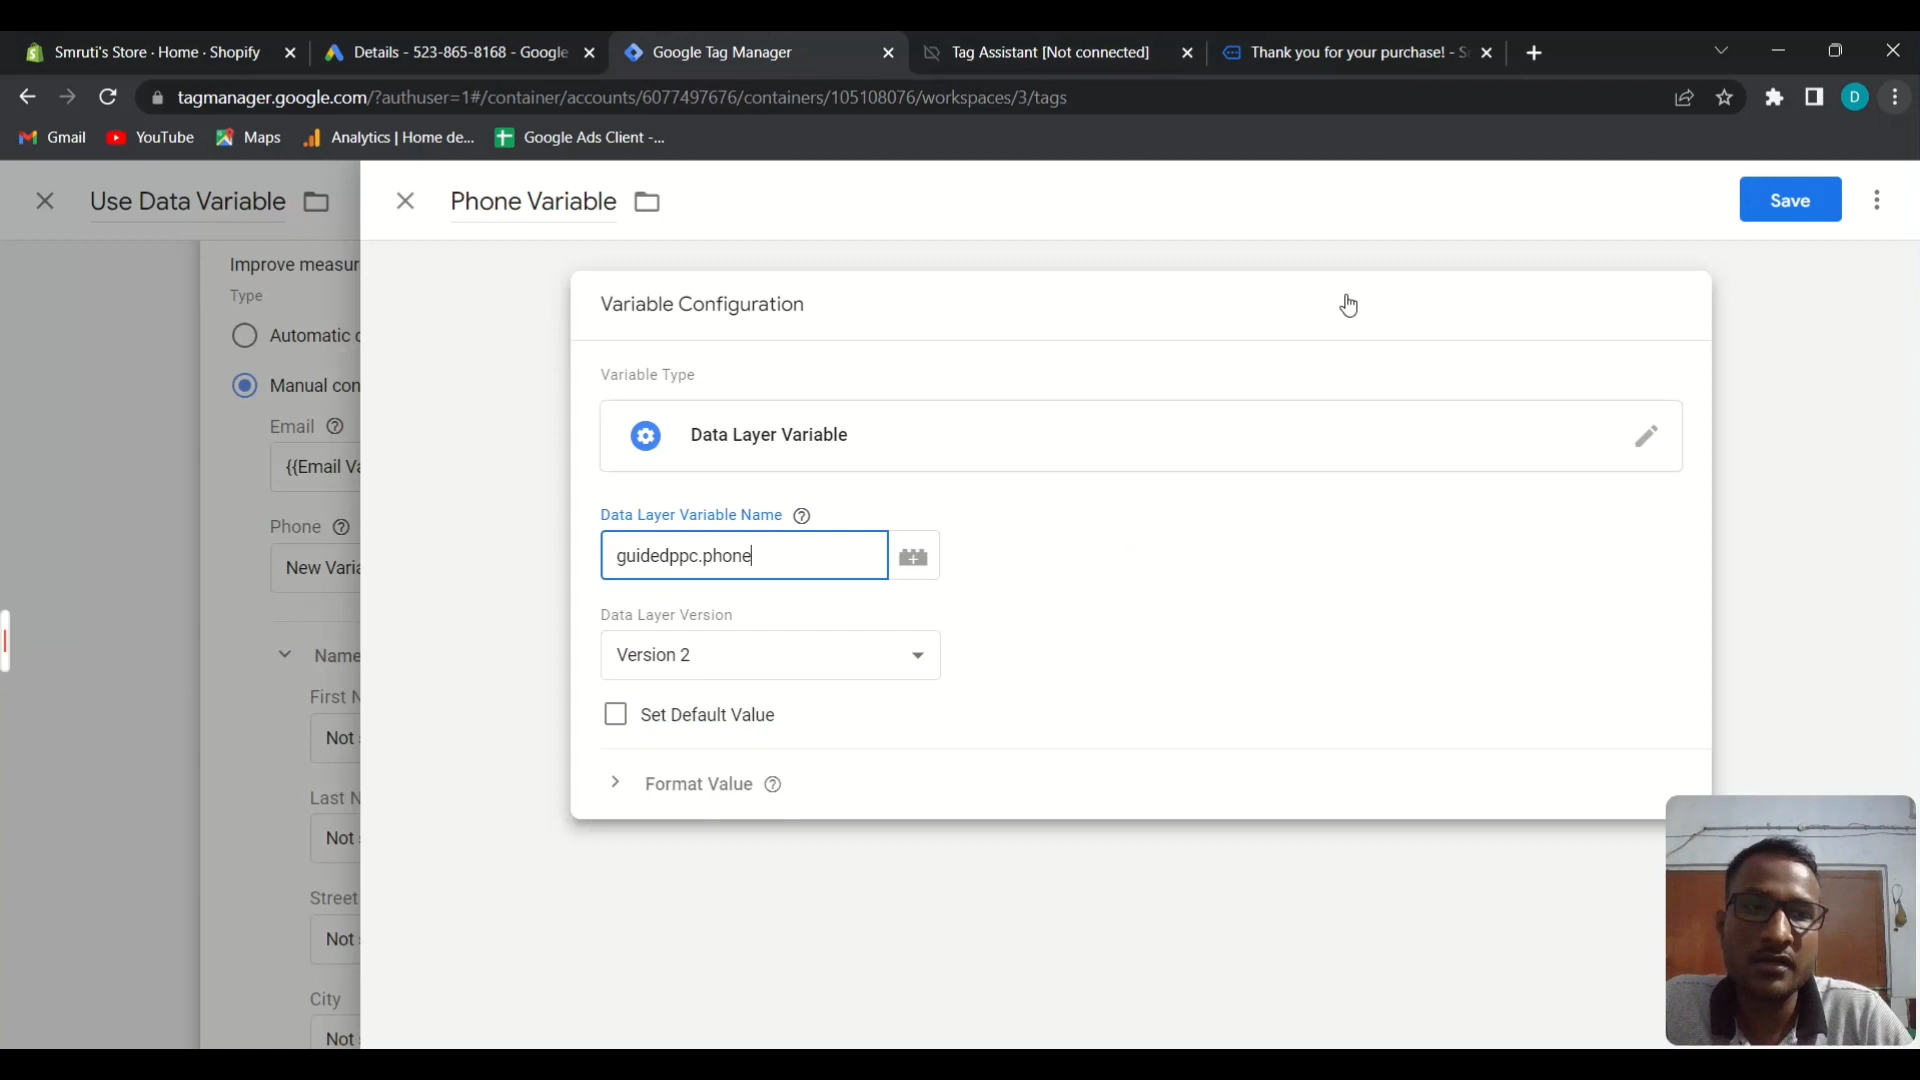 Smruti's Store · Home · Shopify
Details - 523-865-8168 - Google
Google Tag Manager
Tag Assistant [Not connected]
Thank you for your purchase! - S
tagmanager.google.com/?authuser=1#/container/accounts/6077497676/containers/105108076/workspaces/3/tags
D
Gmail
YouTube
Maps
Analytics | Home de...
Google Ads Client -...
Use Data Variable
Phone Variable
Save
Improve measur
Type
Automatic c
Manual con
Email
{{Email Va
Phone
New Varia
Name
First N
Not
Last N
Not
Street
Not
City
Not
Variable Configuration
Variable Type
Data Layer Variable
Data Layer Variable Name
guidedppc.phone
Data Layer Version
Version 2
Set Default Value
Format Value